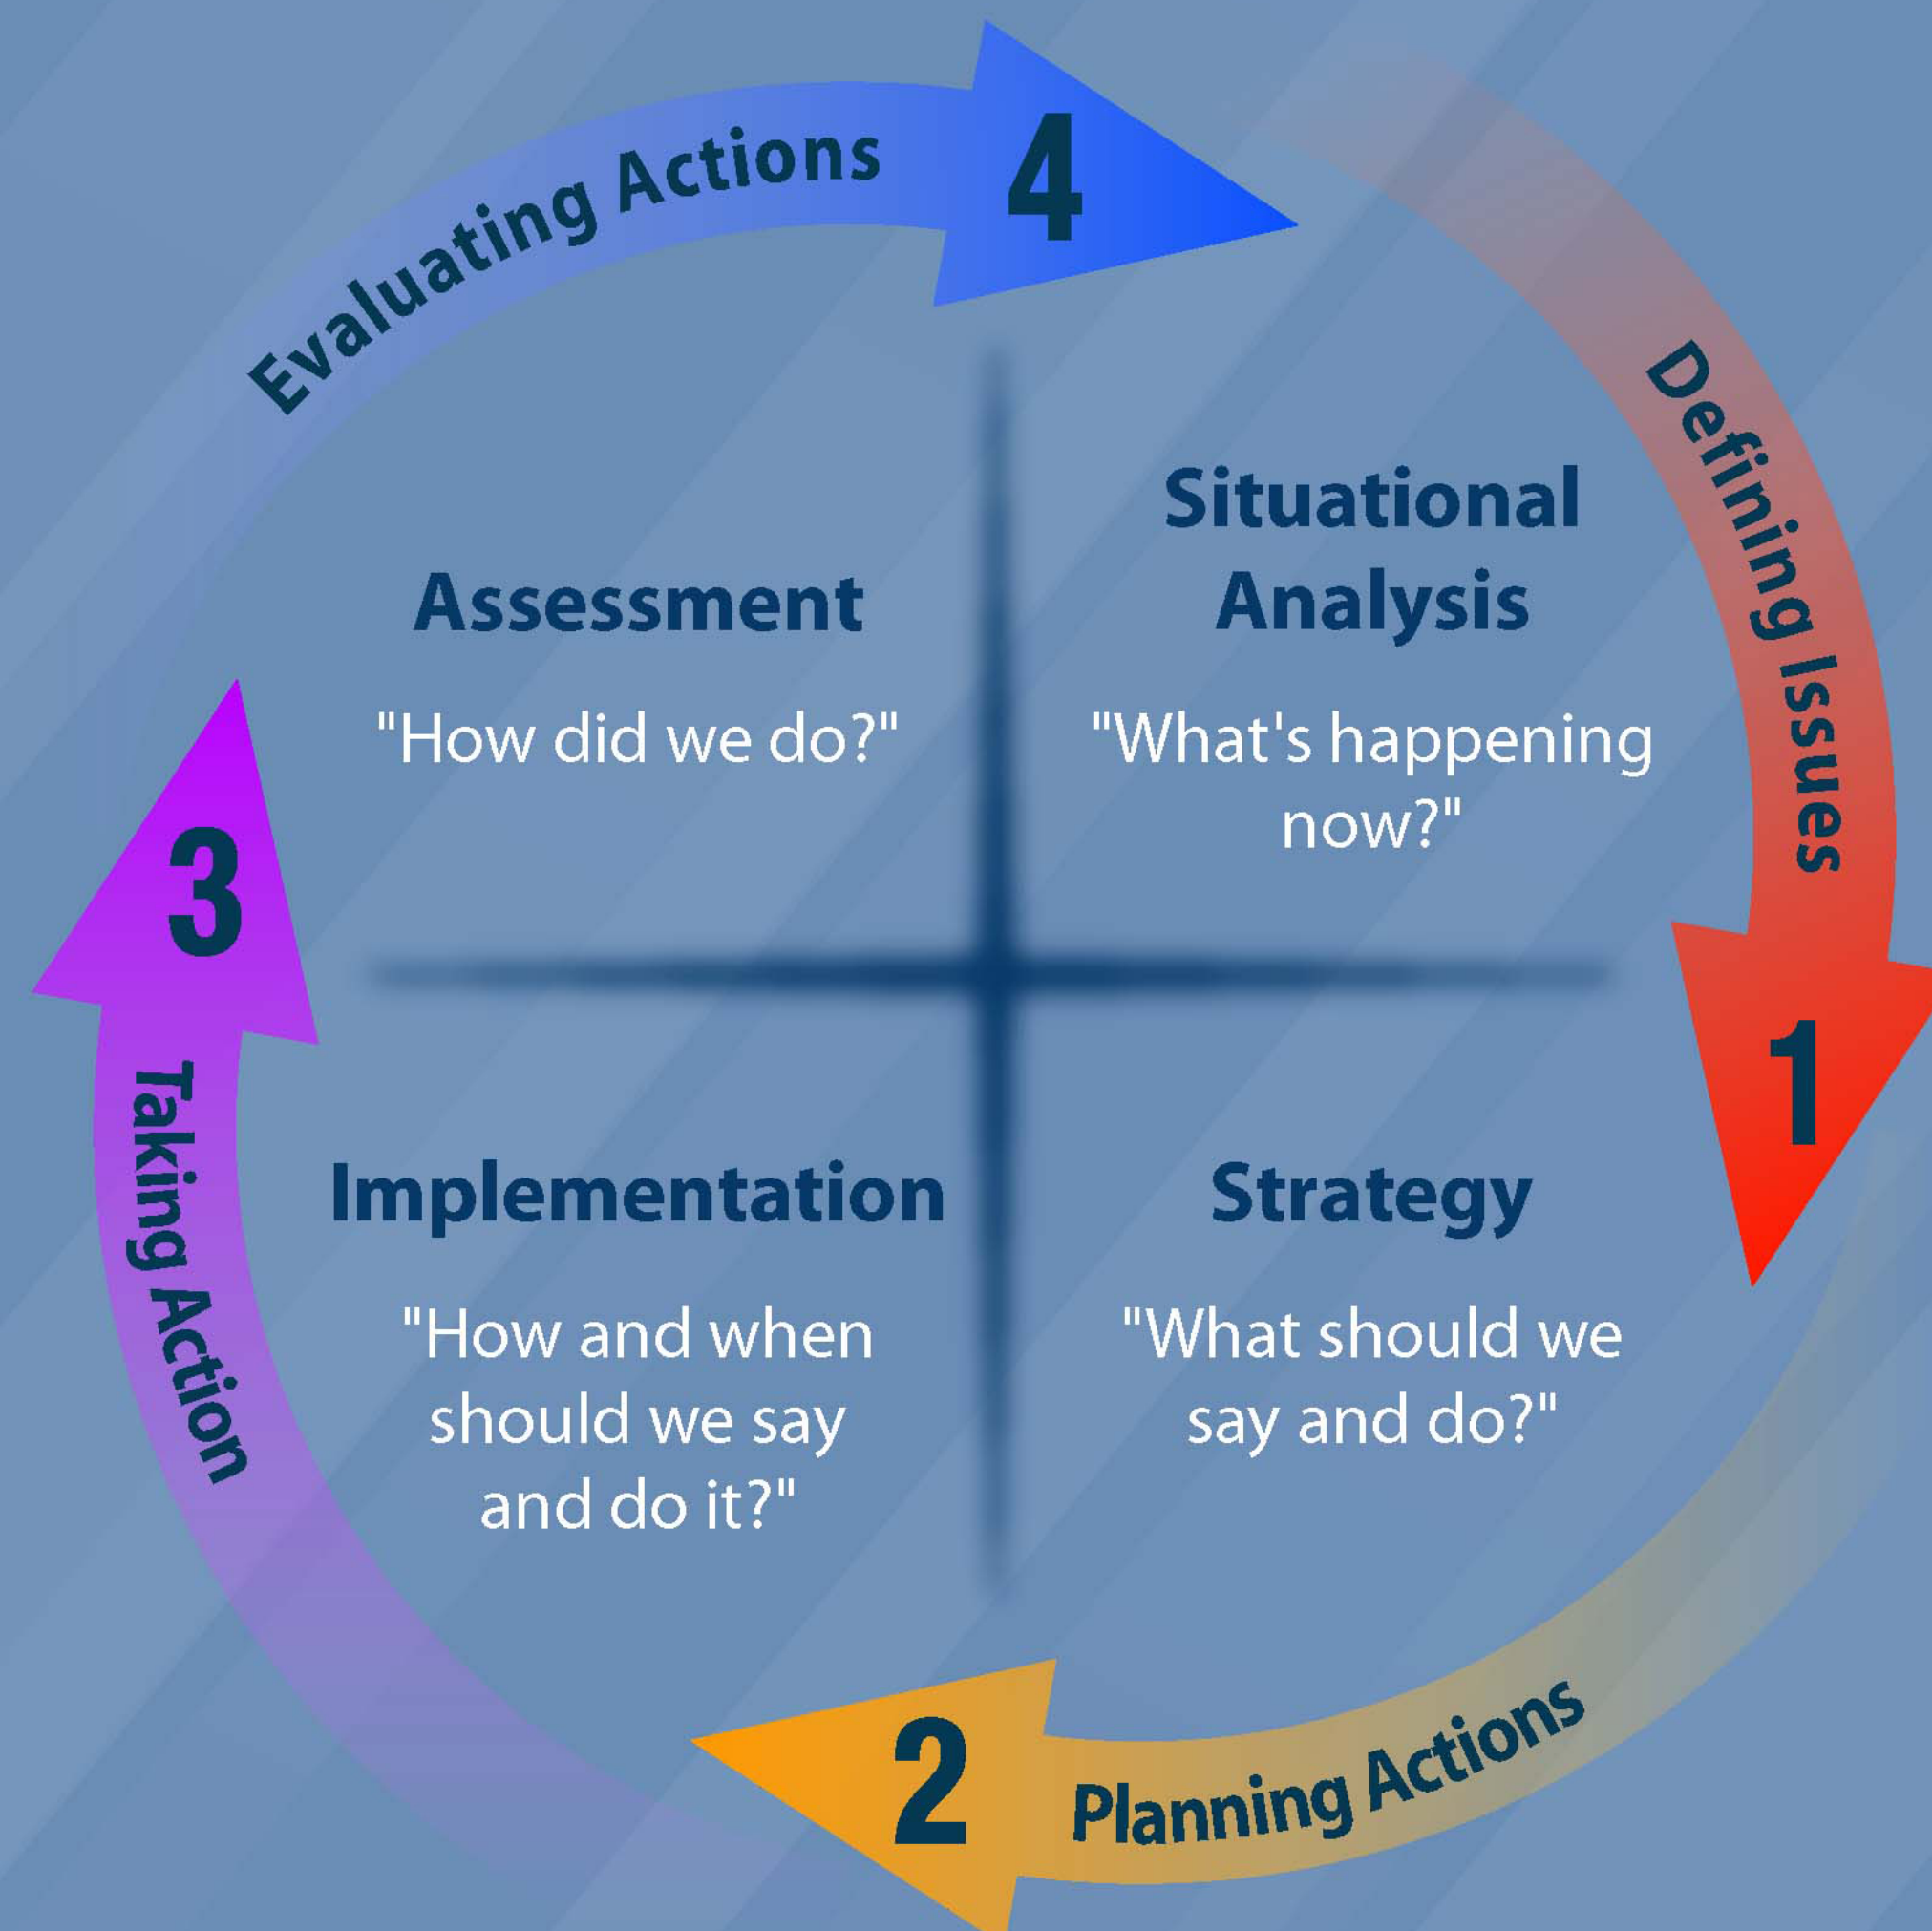 Evaluating Actions
4
Defining Issues
1
Situational
Analysis
"What's happening
now?"
Strategy
"What should we
say and do?"
Planning Actions
2
Implementation
"How and when
should we say
and do it?"
Taking Action
3
Assessment
"How did we do?"